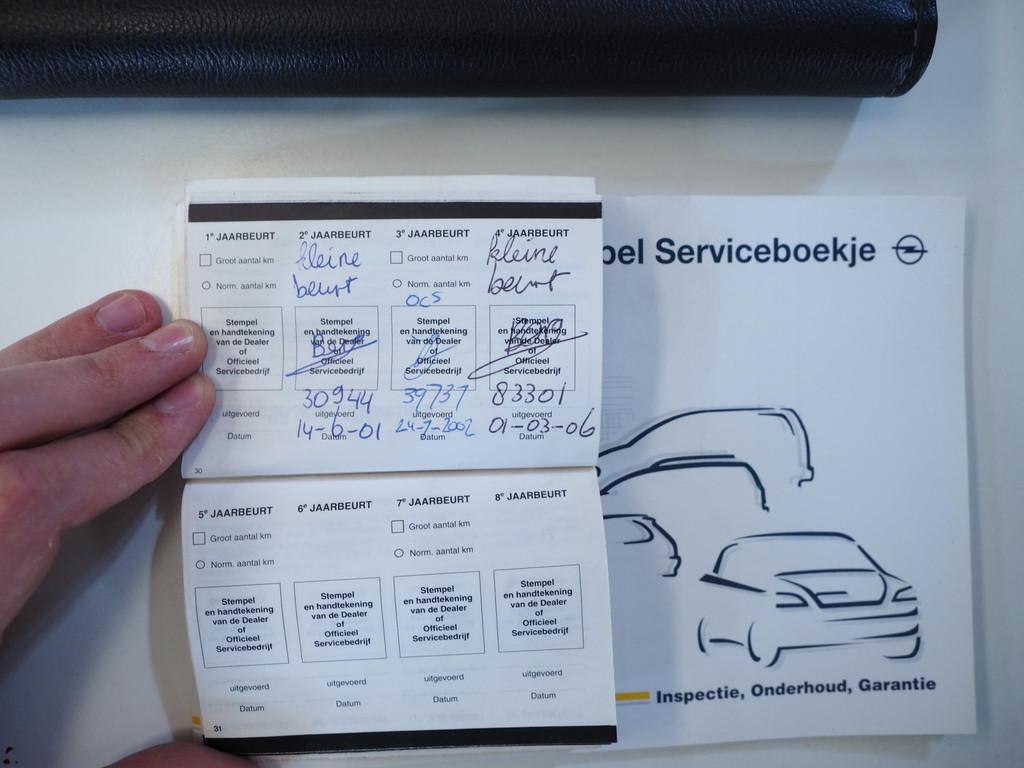 1e JAARBEURT 2e JAARBEURT 3e JAARBEURT 4e JAARBEURT
Groot aantal km kleine Groot aantal km kleine
Norm. aantal km beurt Norm. aantal km beurt
OCS
Stempel Stempel Stempel Stempel
en handtekening en handtekening en handtekening en handtekening
van de Dealer van de Dealer van de Dealer van de Dealer
of of of of
Officieel Officieel Officieel Officieel
Servicebedrijf Servicebedrijf Servicebedrijf Servicebedrijf
30944 39737 83301
uitgevoerd uitgevoerd uitgevoerd uitgevoerd
14-6-01 24-7-2002 01-03-06
Datum Datum Datum Datum
30
5e JAARBEURT 6e JAARBEURT 7e JAARBEURT 8e JAARBEURT
Groot aantal km Groot aantal km
Norm. aantal km Norm. aantal km
Stempel Stempel Stempel Stempel
en handtekening en handtekening en handtekening en handtekening
van de Dealer van de Dealer van de Dealer van de Dealer
of of of of
Officieel Officieel Officieel Officieel
Servicebedrijf Servicebedrijf Servicebedrijf Servicebedrijf
uitgevoerd uitgevoerd uitgevoerd uitgevoerd
Datum Datum Datum Datum
31
pel Serviceboekje
Inspectie, Onderhoud, Garantie